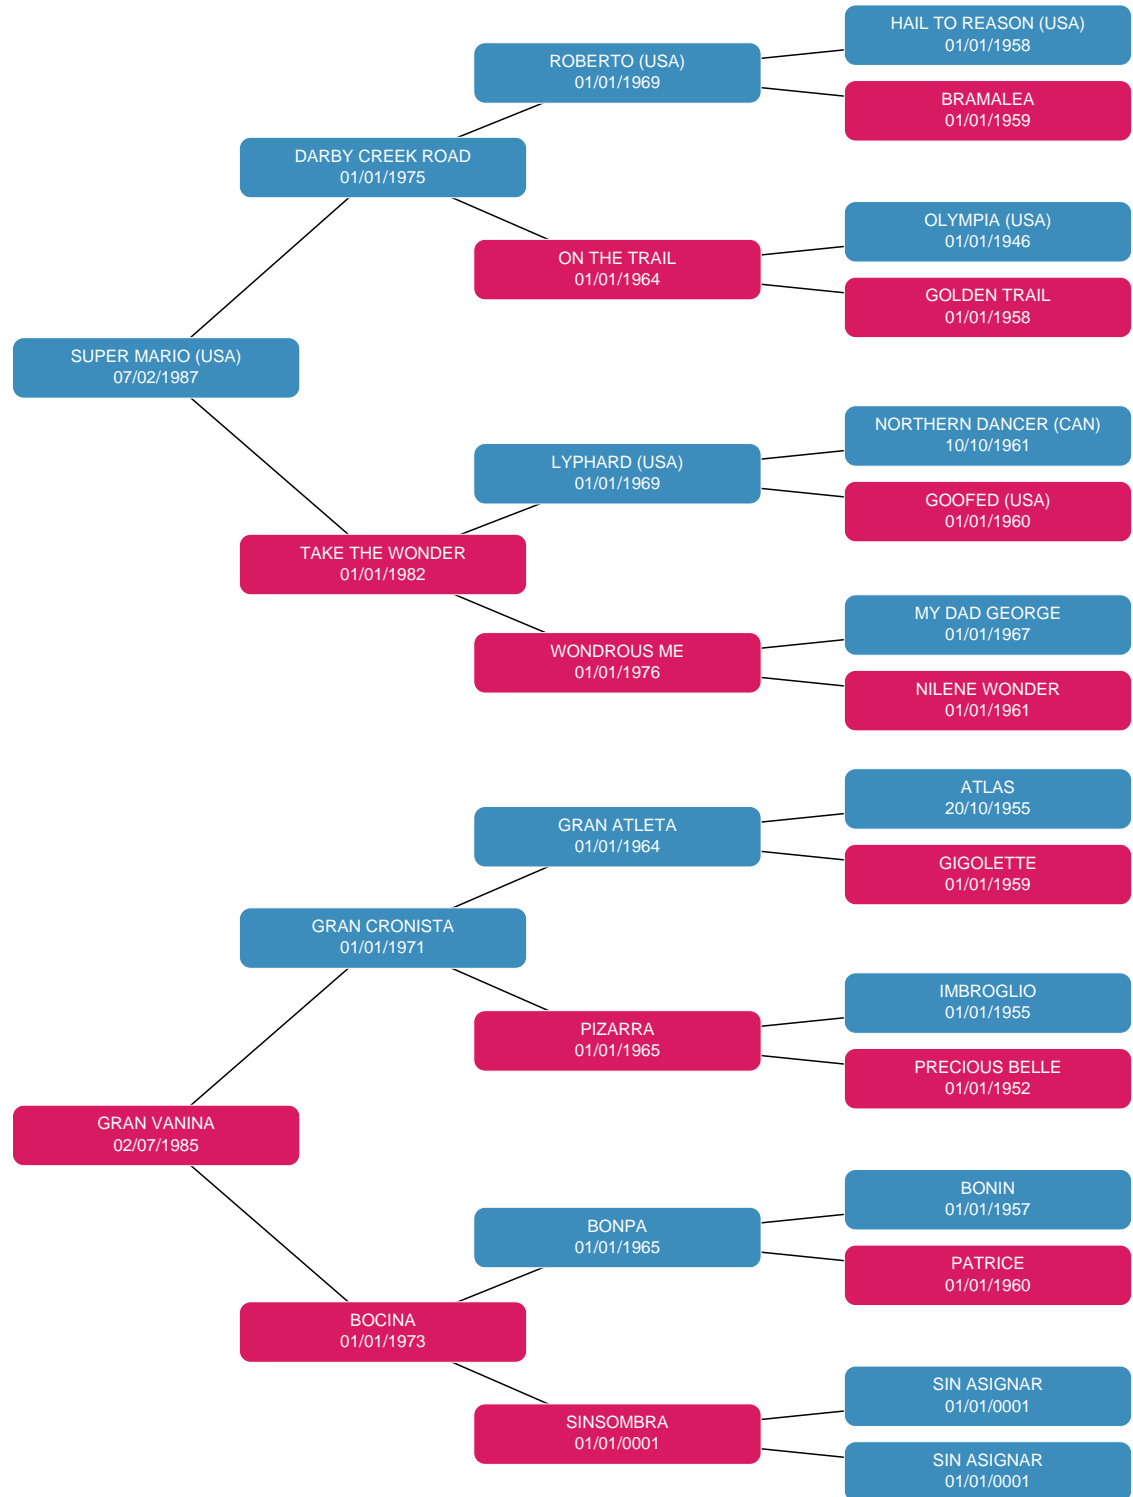 HAIL TO REASON (USA)
01/01/1958
ROBERTO (USA)
01/01/1969
BRAMALEA
01/01/1959
DARBY CREEK ROAD
01/01/1975
OLYMPIA (USA)
01/01/1946
ON THE TRAIL
01/01/1964
GOLDEN TRAIL
01/01/1958
SUPER MARIO (USA)
07/02/1987
NORTHERN DANCER (CAN)
10/10/1961
LYPHARD (USA)
01/01/1969
GOOFED (USA)
01/01/1960
TAKE THE WONDER
01/01/1982
MY DAD GEORGE
01/01/1967
WONDROUS ME
01/01/1976
NILENE WONDER
01/01/1961
ATLAS
20/10/1955
GRAN ATLETA
01/01/1964
GIGOLETTE
01/01/1959
GRAN CRONISTA
01/01/1971
IMBROGLIO
01/01/1955
PIZARRA
01/01/1965
PRECIOUS BELLE
01/01/1952
GRAN VANINA
02/07/1985
BONIN
01/01/1957
BONPA
01/01/1965
PATRICE
01/01/1960
BOCINA
01/01/1973
SIN ASIGNAR
01/01/0001
SINSOMBRA
01/01/0001
SIN ASIGNAR
01/01/0001